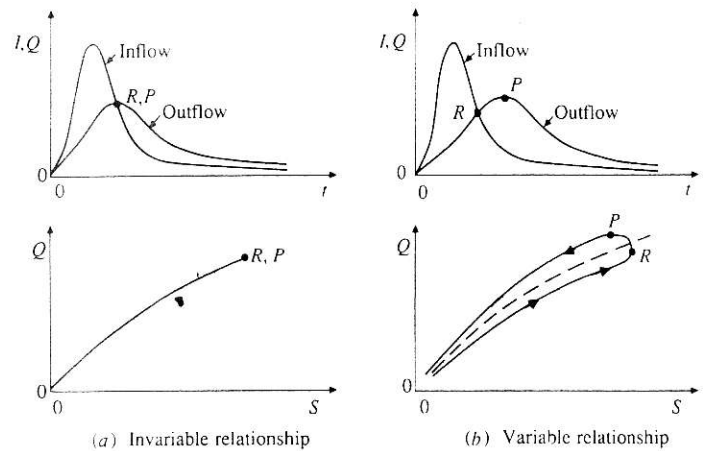 I,Q
Inflow
R, P
Outflow
0
0
t
I, Q
Inflow
P
R
Outflow
0
0
t
Q
R, P
0
0
S
(a) Invariable relationship
Q
P
R
0
0
S
(b) Variable relationship